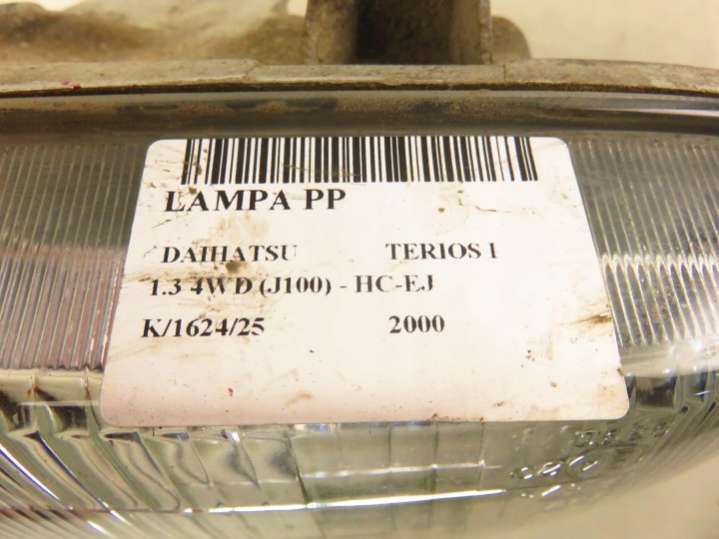 LAMPA PP
DAIHATSU TERIOS I
1.3 4WD (J100) - HC-EJ
K/1624/25 2000